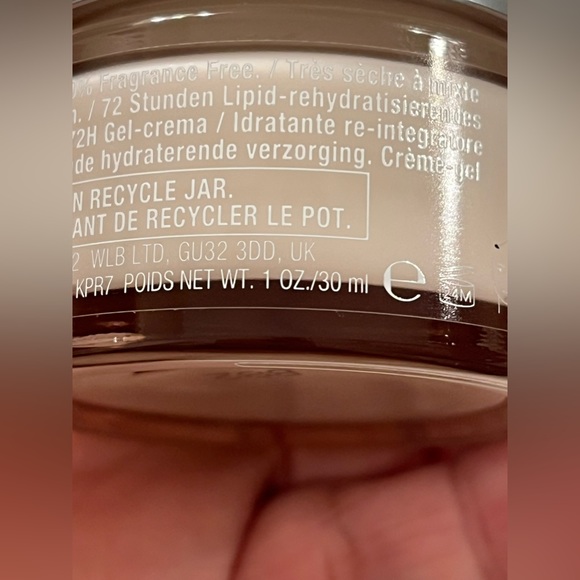 % Fragrance Free. / Très sèche à mixte
. / 72 Stunden Lipid-rehydratisierendes
72H Gel-crema / Idratante re-integratore
de hydraterende verzorging. Crème-gel
N RECYCLE JAR.
ANT DE RECYCLER LE POT.
2 WLB LTD, GU32 3DD, UK
KPR7 POIDS NET WT. 1 OZ./30 ml e 24M